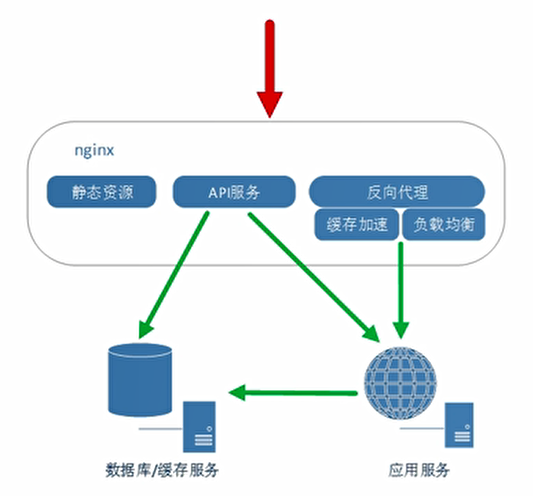 nginx
静态资源
API服务
反向代理
缓存加速
负载均衡
数据库/缓存服务
应用服务